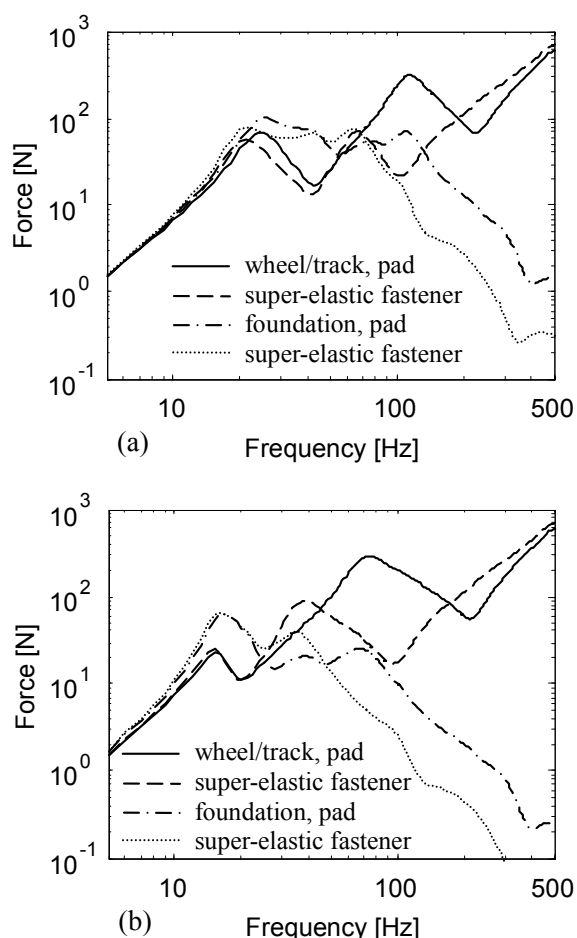 10^3
10^2
10^1
10^0
10^-1
Force [N]
wheel/track, pad
super-elastic fastener
foundation, pad
super-elastic fastener
10
100
500
(a)
Frequency [Hz]
10^3
10^2
10^1
10^0
10^-1
Force [N]
wheel/track, pad
super-elastic fastener
foundation, pad
super-elastic fastener
10
100
500
(b)
Frequency [Hz]